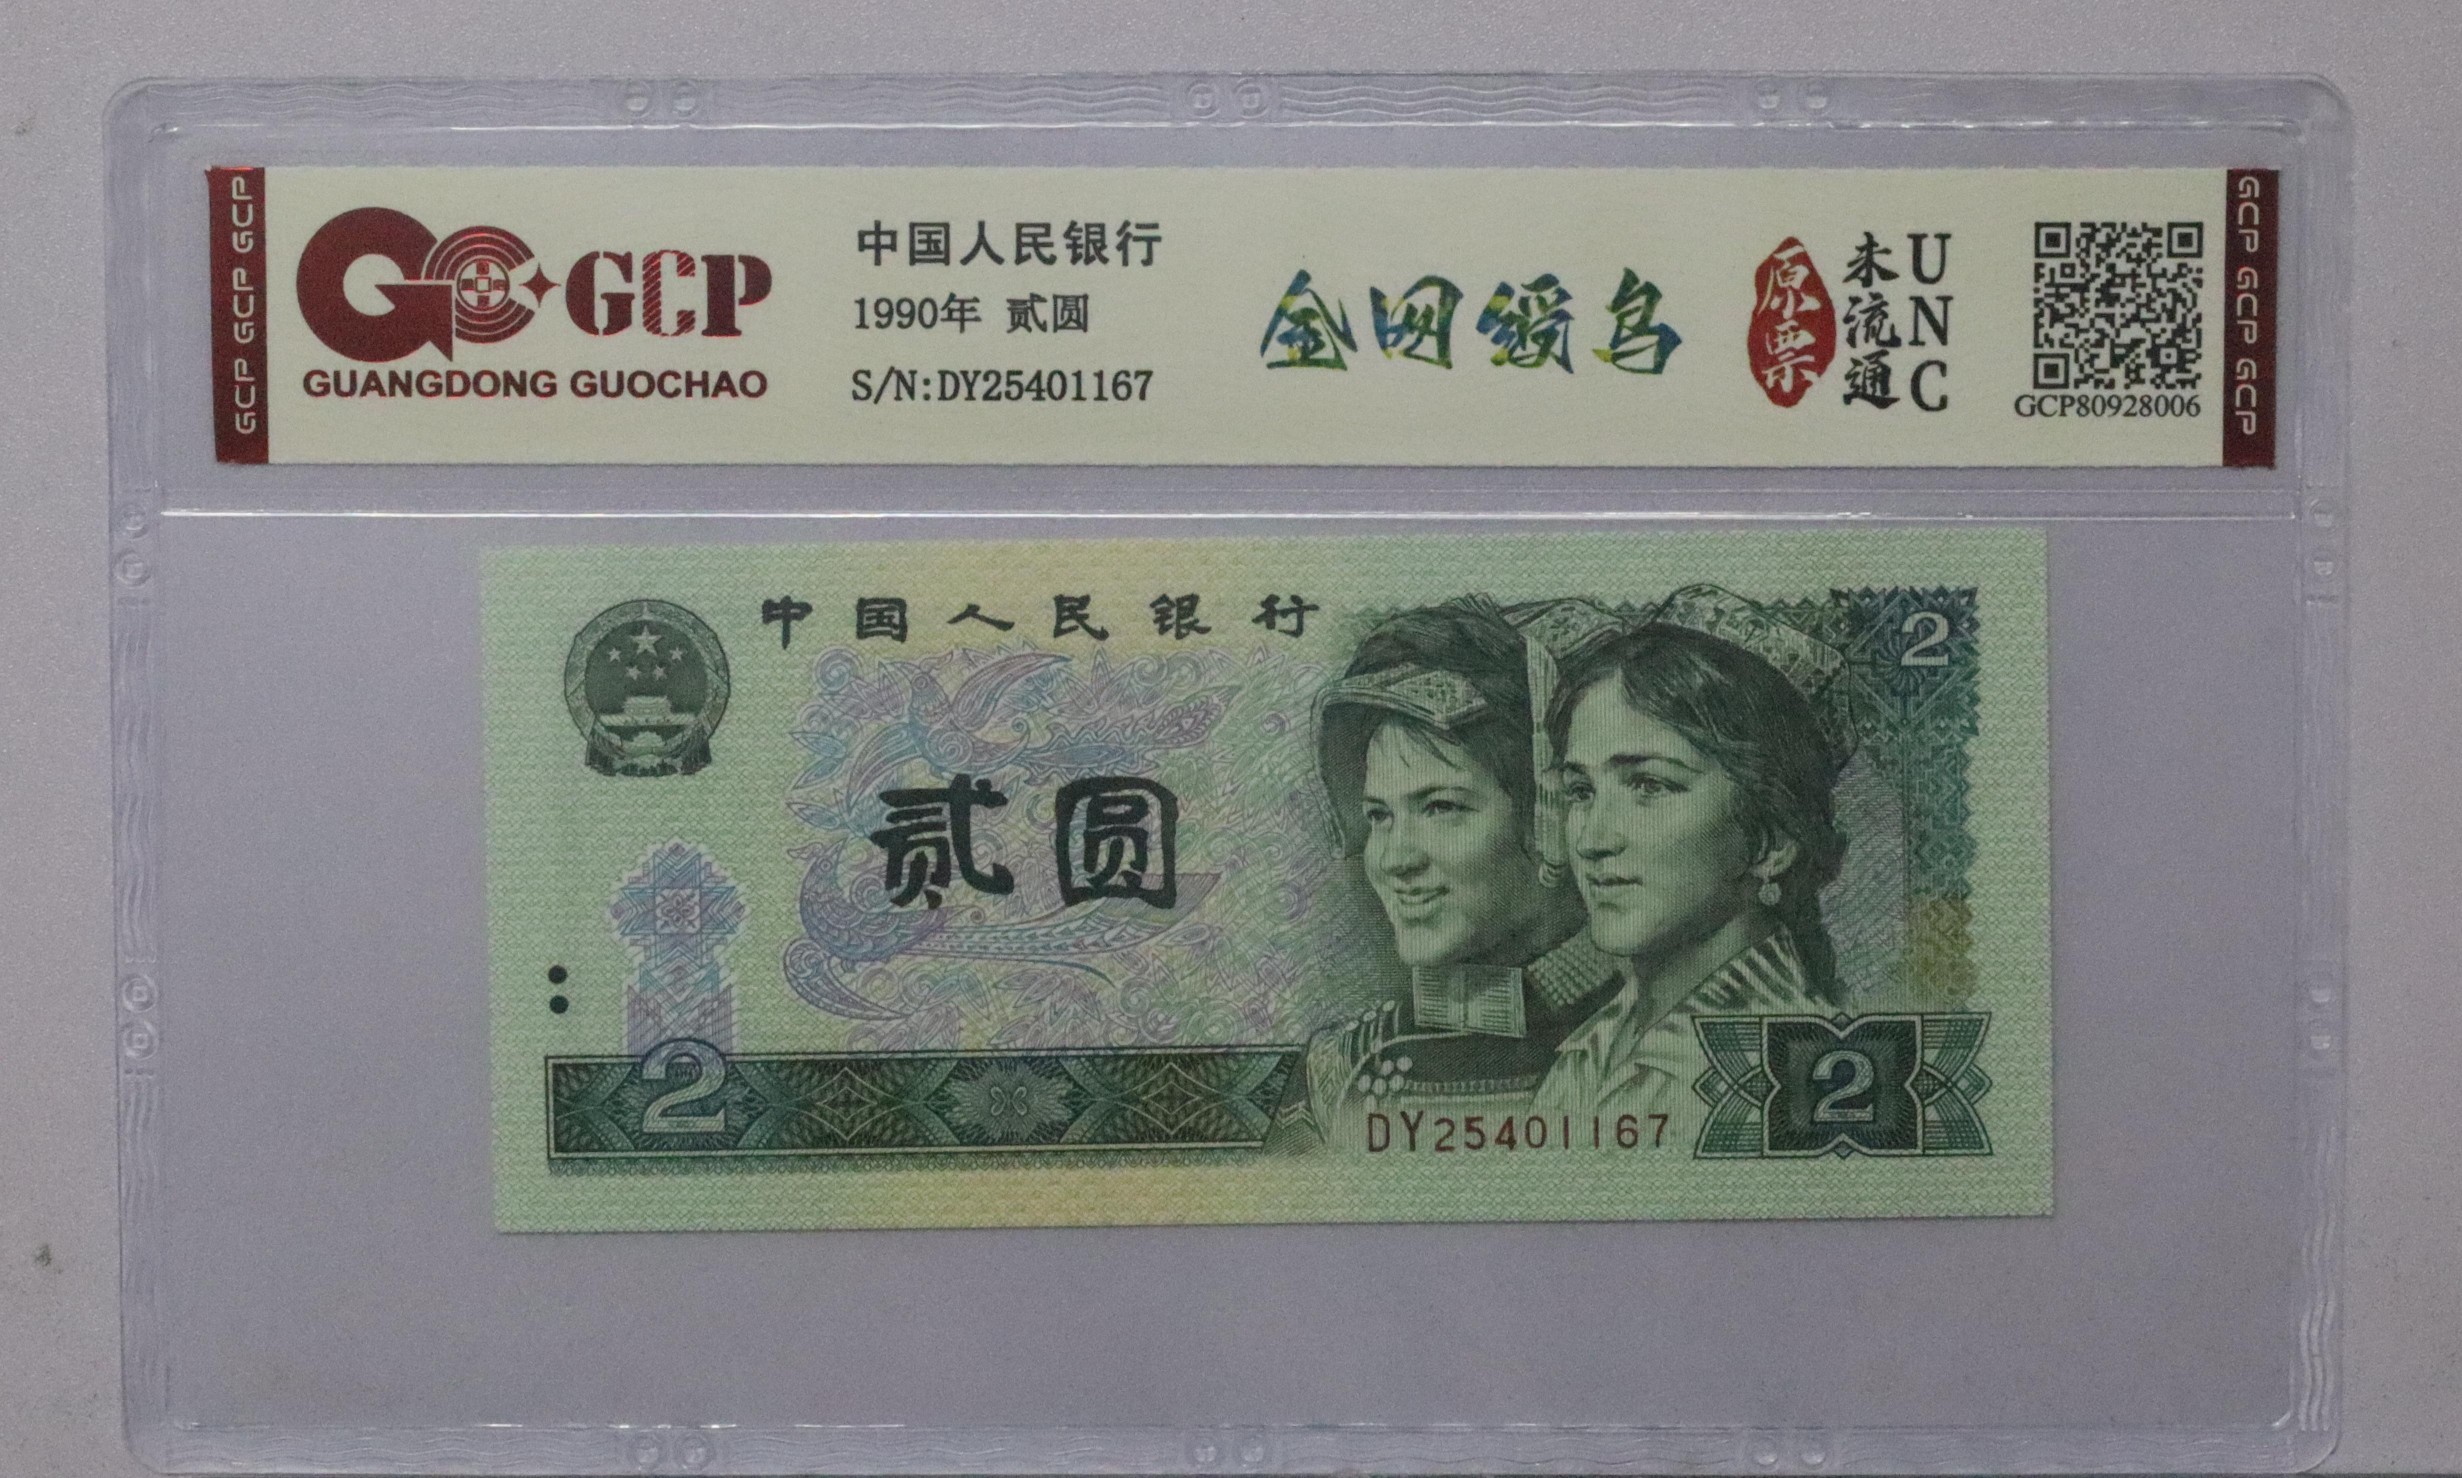 GCP GCP GCP
GCP
GUANGDONG GUOCHAO
中国人民银行
1990年 贰圆
S/N:DY25401167
金网绶鸟
原票
未流通
UNC
GCP80928006
GCP GCP GCP
中国人民银行
2
贰圆
2
DY25401167
2